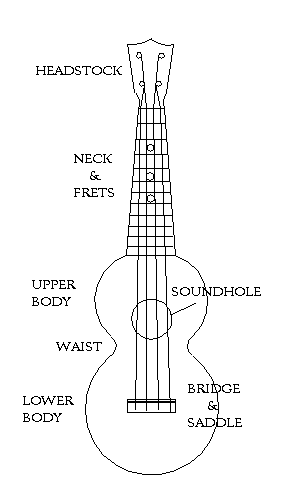 HEADSTOCK
NECK
&
FRETS
UPPER
BODY
SOUNDHOLE
WAIST
LOWER
BODY
BRIDGE
&
SADDLE